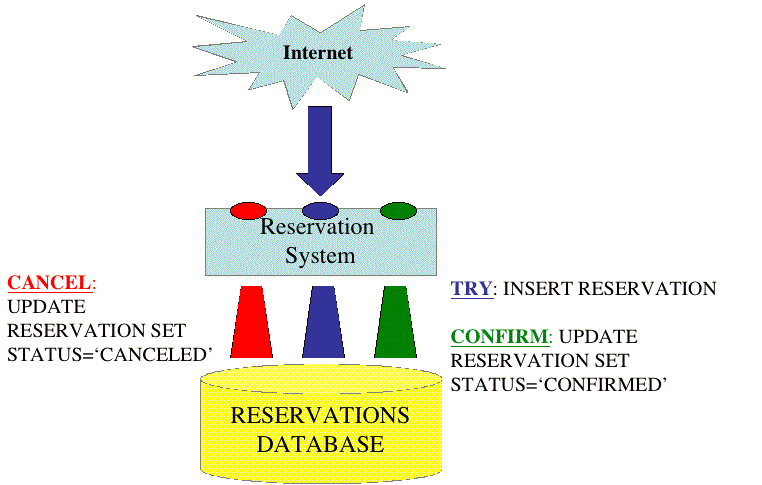 Internet
Reservation
System
CANCEL:
UPDATE
RESERVATION SET
STATUS=‘CANCELED’
TRY: INSERT RESERVATION
CONFIRM: UPDATE
RESERVATION SET
STATUS=‘CONFIRMED’
RESERVATIONS
DATABASE